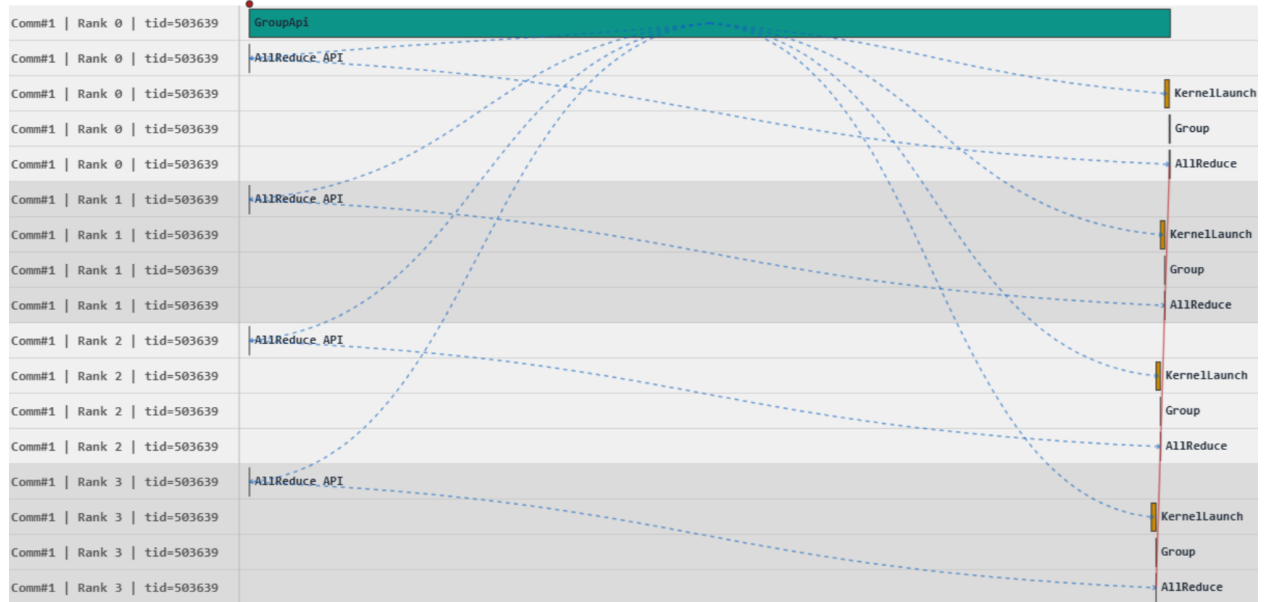 Comm#1 | Rank 0 | tid=503639 GroupApi
Comm#1 | Rank 0 | tid=503639 AllReduce API
Comm#1 | Rank 0 | tid=503639 KernelLaunch
Comm#1 | Rank 0 | tid=503639 Group
Comm#1 | Rank 0 | tid=503639 AllReduce
Comm#1 | Rank 1 | tid=503639 AllReduce API
Comm#1 | Rank 1 | tid=503639 KernelLaunch
Comm#1 | Rank 1 | tid=503639 Group
Comm#1 | Rank 1 | tid=503639 AllReduce
Comm#1 | Rank 2 | tid=503639 AllReduce API
Comm#1 | Rank 2 | tid=503639 KernelLaunch
Comm#1 | Rank 2 | tid=503639 Group
Comm#1 | Rank 2 | tid=503639 AllReduce
Comm#1 | Rank 3 | tid=503639 AllReduce API
Comm#1 | Rank 3 | tid=503639 KernelLaunch
Comm#1 | Rank 3 | tid=503639 Group
Comm#1 | Rank 3 | tid=503639 AllReduce